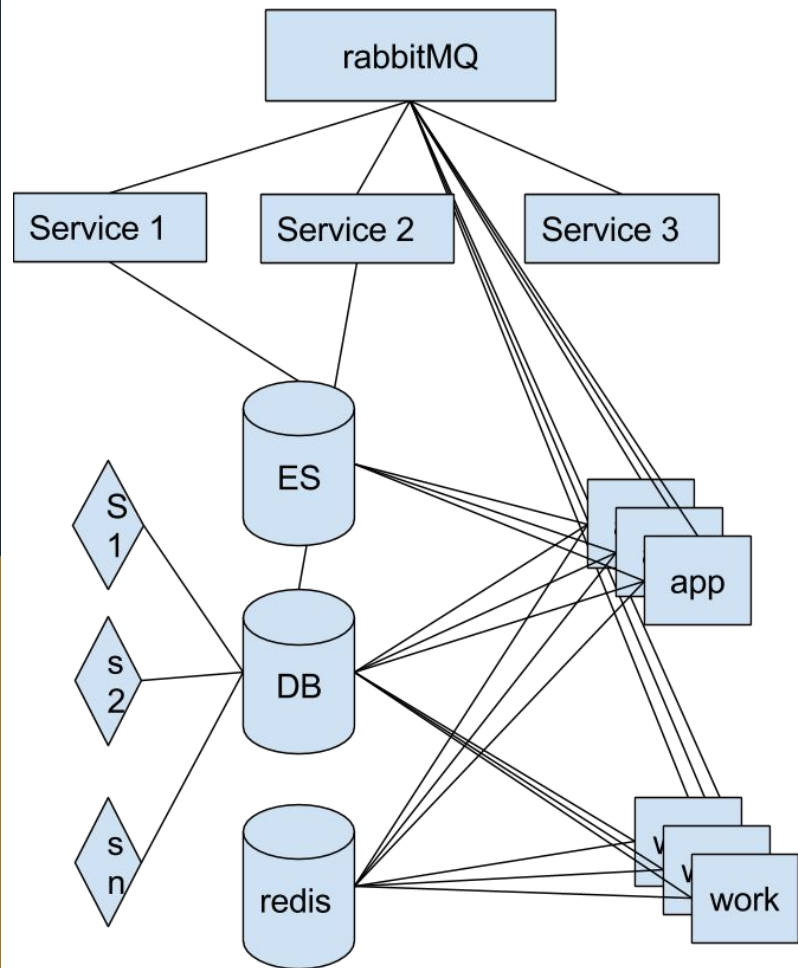 rabbitMQ
Service 1
Service 2
Service 3
ES
S
1
app
s
2
DB
s
n
redis
work